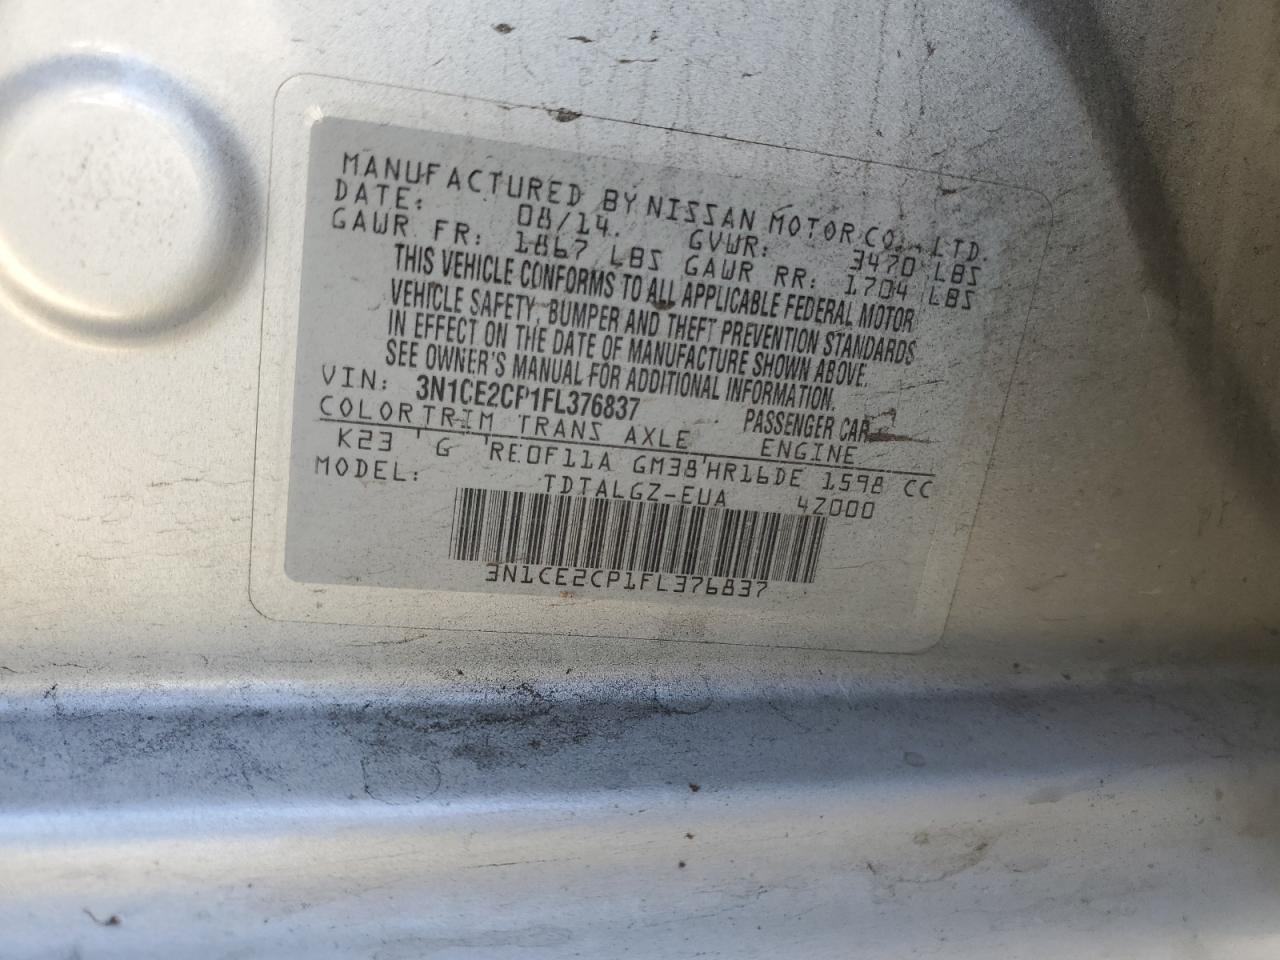 MANUFACTURED BY NISSAN MOTOR CO., LTD.
DATE: 08/14. GVWR: 3470 LBS
GAWR FR: 1867 LBS GAWR RR: 1704 LBS
THIS VEHICLE CONFORMS TO ALL APPLICABLE FEDERAL MOTOR
VEHICLE SAFETY, BUMPER AND THEFT PREVENTION STANDARDS
IN EFFECT ON THE DATE OF MANUFACTURE SHOWN ABOVE.
SEE OWNER'S MANUAL FOR ADDITIONAL INFORMATION.
VIN: 3N1CE2CP1FL376837 PASSENGER CAR
COLOR TRIM TRANS AXLE ENGINE
K23 G RE0F11A GM38 HR16DE 1598 CC
MODEL: TDTALGZ-EUA 4Z000
3N1CE2CP1FL376837